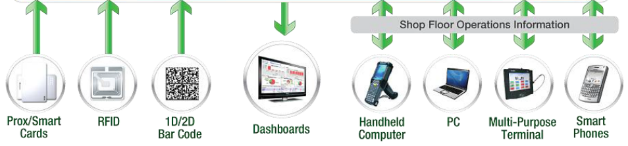 Shop Floor Operations Information
Prox/Smart
Cards
RFID
1D/2D
Bar Code
Dashboards
Handheld
Computer
PC
Multi-Purpose
Terminal
Smart
Phones